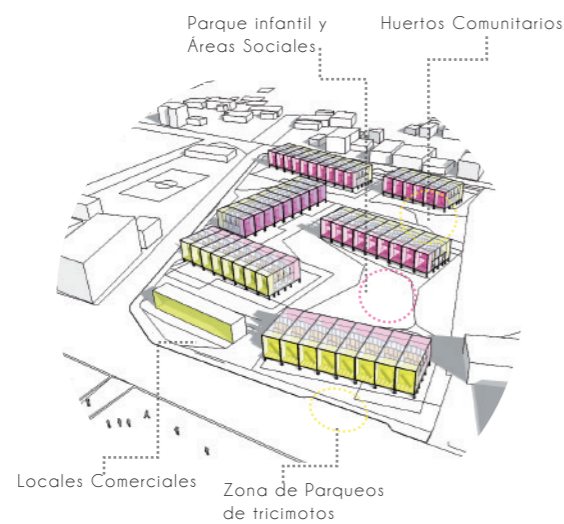 Parque infantil y
Áreas Sociales
Huertos Comunitarios
Locales Comerciales
Zona de Parqueos
de tricimotos